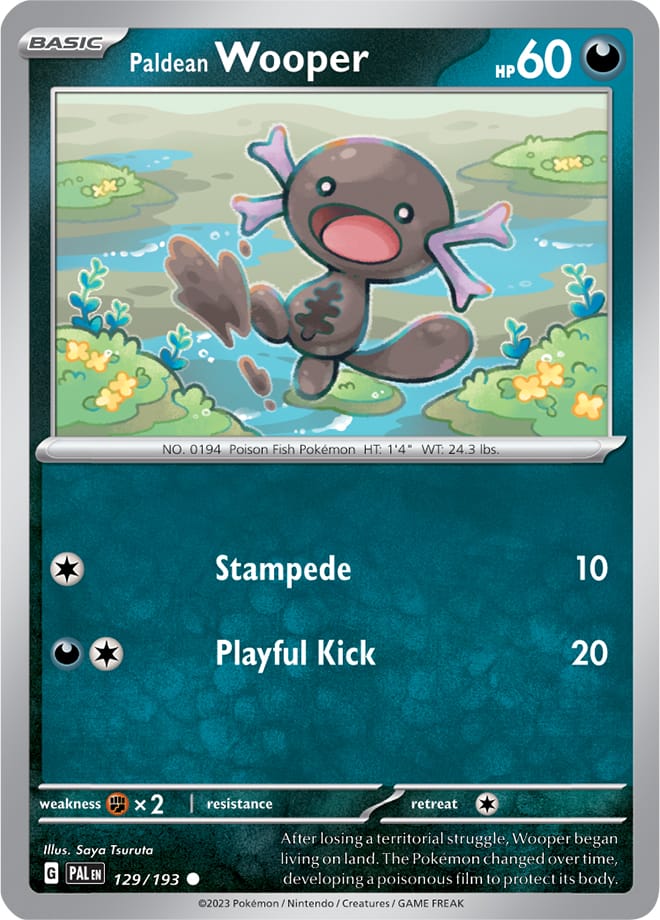 BASIC
Paldean Wooper HP 60
NO. 0194 Poison Fish Pokémon HT: 1'4" WT: 24.3 lbs.
Stampede 10
Playful Kick 20
weakness ×2 resistance retreat
Illus. Saya Tsuruta
After losing a territorial struggle, Wooper began
living on land. The Pokémon changed over time,
developing a poisonous film to protect its body.
G PAL EN 129/193
©2023 Pokémon / Nintendo / Creatures / GAME FREAK